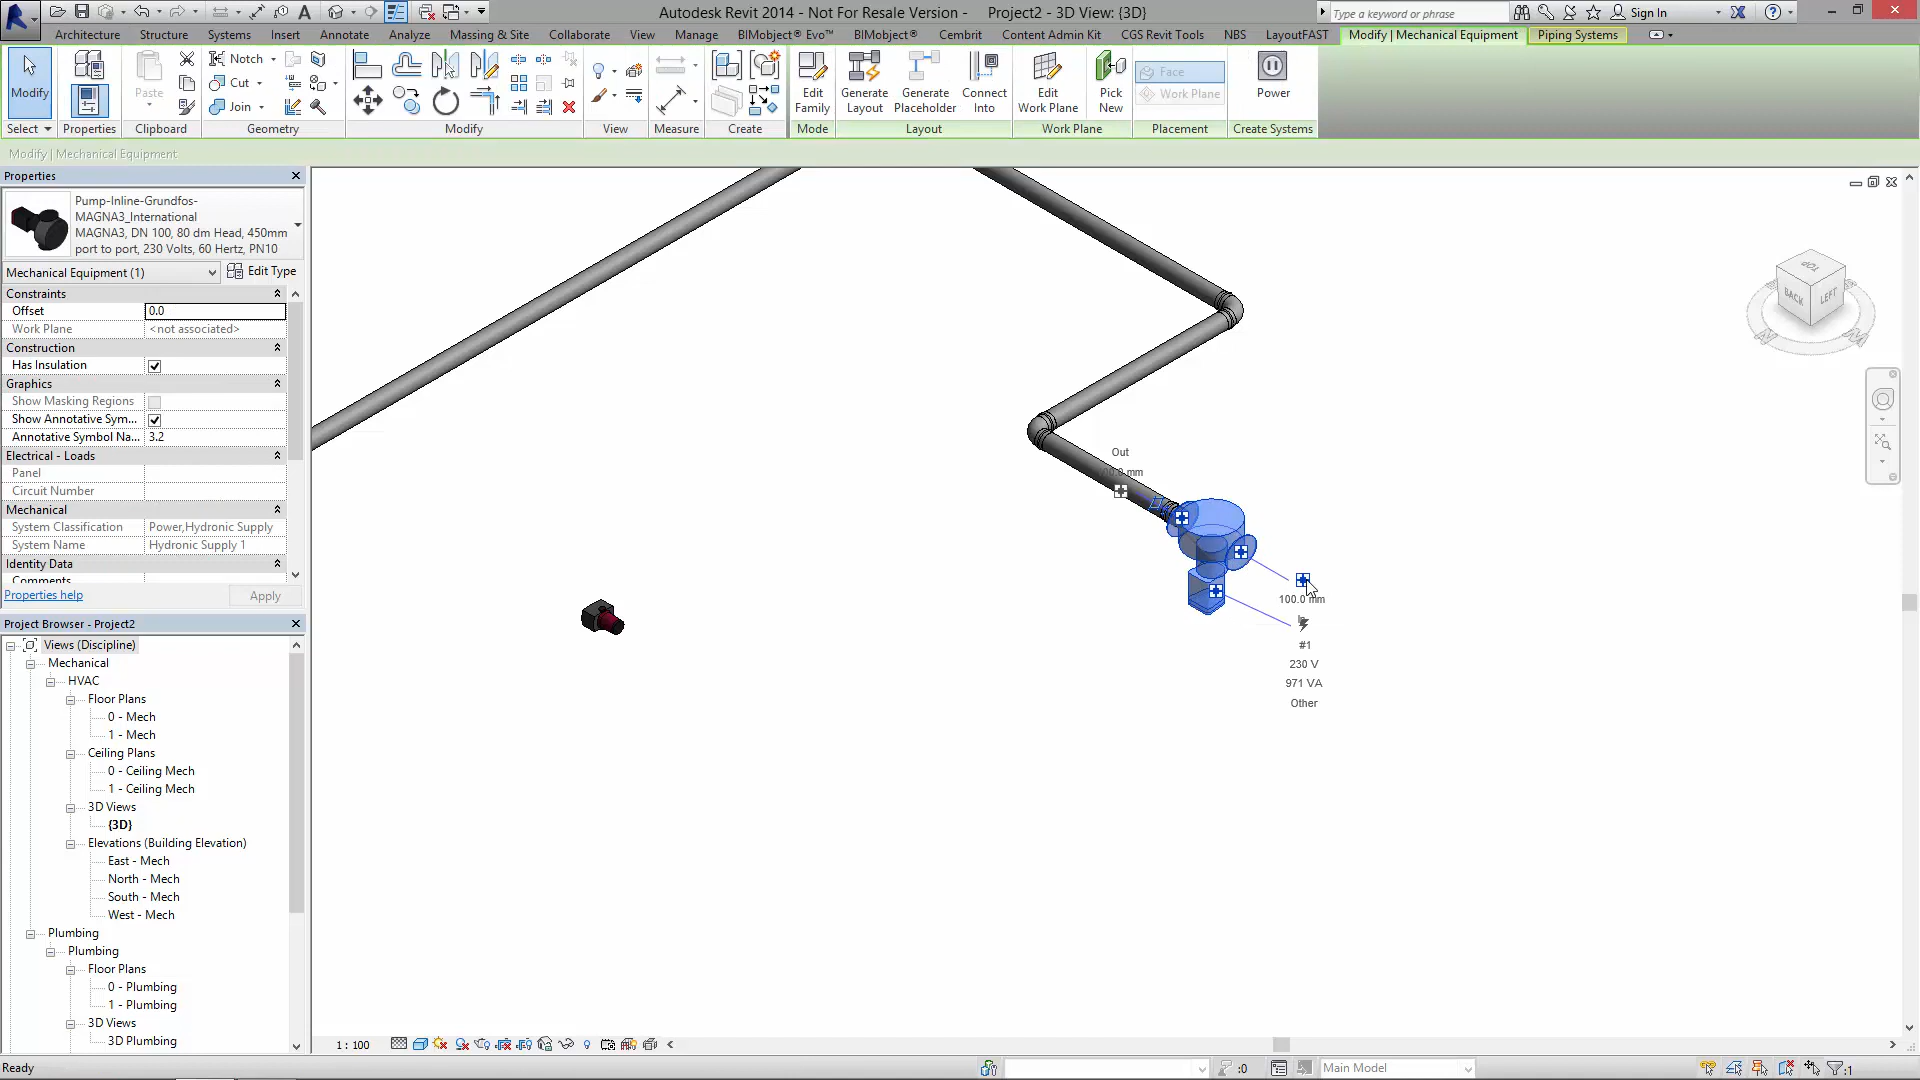 Autodesk Revit 2014 - Not For Resale Version -    Project2 - 3D View: {3D}
Type a keyword or phrase
Sign In
Architecture Structure Systems Insert Annotate Analyze Massing & Site Collaborate View Manage BIMobject® Evo™ BIMobject® Cembrit Content Admin Kit CGS Revit Tools NBS LayoutFAST Modify | Mechanical Equipment Piping Systems
Modify
Paste
Notch
Cut
Join
Edit Family
Generate Layout
Generate Placeholder
Connect Into
Edit Work Plane
Pick New
Face
Work Plane
Power
Select Properties Clipboard Geometry Modify View Measure Create Mode Layout Work Plane Placement Create Systems
Modify | Mechanical Equipment
Properties
Pump-Inline-Grundfos-
MAGNA3_International
MAGNA3, DN 100, 80 dm Head, 450mm
port to port, 230 Volts, 60 Hertz, PN10
Mechanical Equipment (1) Edit Type
Constraints
Offset 0.0
Work Plane <not associated>
Construction
Has Insulation
Graphics
Show Masking Regions
Show Annotative Sym...
Annotative Symbol Na... 3.2
Electrical - Loads
Panel
Circuit Number
Mechanical
System Classification Power,Hydronic Supply
System Name Hydronic Supply 1
Identity Data
Comments
Properties help Apply
Project Browser - Project2
Views (Discipline)
Mechanical
HVAC
Floor Plans
0 - Mech
1 - Mech
Ceiling Plans
0 - Ceiling Mech
1 - Ceiling Mech
3D Views
{3D}
Elevations (Building Elevation)
East - Mech
North - Mech
South - Mech
West - Mech
Plumbing
Plumbing
Floor Plans
0 - Plumbing
1 - Plumbing
3D Views
3D Plumbing
Out
mm
100.0 mm
#1
230 V
971 VA
Other
TOP
BACK
LEFT
1 : 100
Ready
:0
Main Model
:1